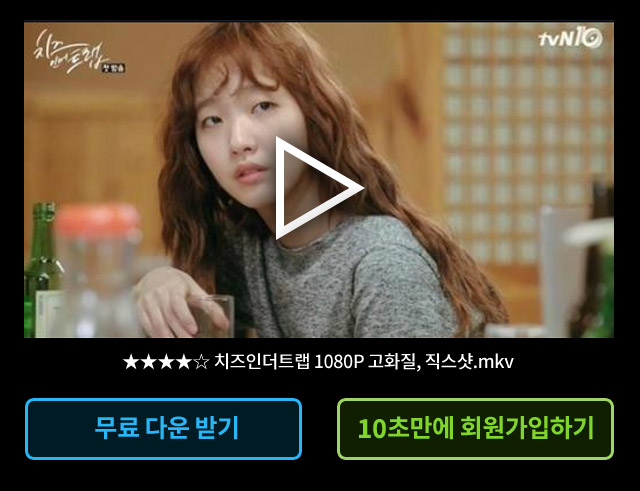 치즈
인더트랩
첫 방송
tvN10
★★★★☆ 치즈인더트랩 1080P 고화질, 직스샷.mkv
무료 다운 받기
10초만에 회원가입하기